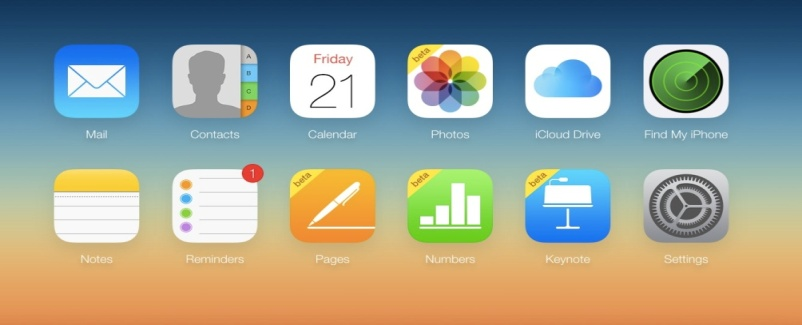 Friday
21
beta
A
B
C
D
Mail
Contacts
Calendar
Photos
iCloud Drive
Find My iPhone
1
beta
beta
beta
Notes
Reminders
Pages
Numbers
Keynote
Settings